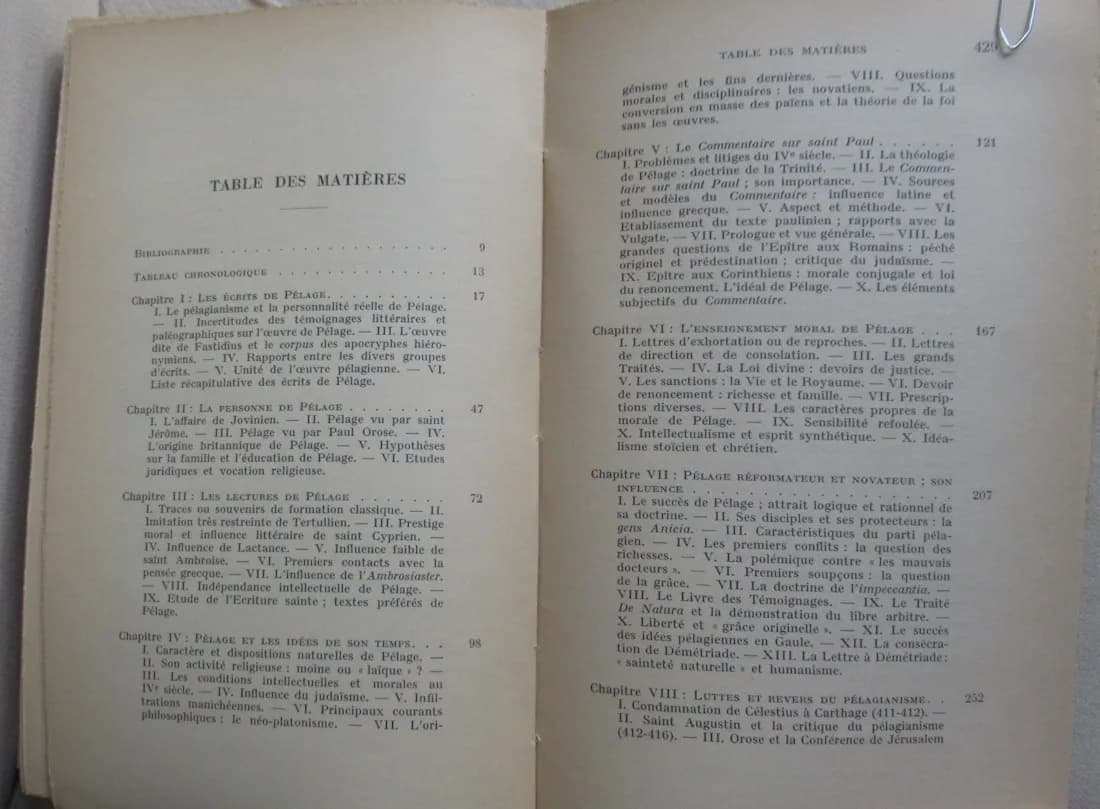 TABLE DES MATIÈRES
BIBLIOGRAPHIE . . . . . . . . . . . . . . . . . 9
TABLEAU CHRONOLOGIQUE . . . . . . . . . . . . . 13
Chapitre I : LES ÉCRITS DE PÉLAGE. . . . . . . . . . 17
I. Le pélagianisme et la personnalité réelle de Pélage.
— II. Incertitudes des témoignages littéraires et
paléographiques sur l'œuvre de Pélage. — III. L'œuvre
dite de Fastidius et le corpus des apocryphes hiéro-
nymiens. — IV. Rapports entre les divers groupes
d'écrits. — V. Unité de l'œuvre pélagienne. — VI.
Liste récapitulative des écrits de Pélage.
Chapitre II : LA PERSONNE DE PÉLAGE . . . . . . . . 47
I. L'affaire de Jovinien. — II. Pélage vu par saint
Jérôme. — III. Pélage vu par Paul Orose. — IV.
L'origine britannique de Pélage. — V. Hypothèses
sur la famille et l'éducation de Pélage. — VI. Etudes
juridiques et vocation religieuse.
Chapitre III : LES LECTURES DE PÉLAGE . . . . . . . 72
I. Traces ou souvenirs de formation classique. — II.
Imitation très restreinte de Tertullien. — III. Prestige
moral et influence littéraire de saint Cyprien. —
IV. Influence de Lactance. — V. Influence faible de
saint Ambroise. — VI. Premiers contacts avec la
pensée grecque. — VII. L'influence de l'Ambrosiaster.
— VIII. Indépendance intellectuelle de Pélage. —
IX. Etude de l'Ecriture sainte ; textes préférés de
Pélage.
Chapitre IV : PÉLAGE ET LES IDÉES DE SON TEMPS. . . 98
I. Caractère et dispositions naturelles de Pélage. —
II. Son activité religieuse : moine ou « laïque » ? —
III. Les conditions intellectuelles et morales au
IVe siècle. — IV. Influence du judaïsme. — V. Infil-
trations manichéennes. — VI. Principaux courants
philosophiques : le néo-platonisme. — VII. L'ori-
TABLE DES MATIÈRES 429
génisme et les fins dernières. — VIII. Questions
morales et disciplinaires : les novatiens. — IX. La
conversion en masse des païens et la théorie de la foi
sans les œuvres.
Chapitre V : Le Commentaire sur saint Paul . . . . . . 121
I. Problèmes et litiges du IVe siècle. — II. La théologie
de Pélage : doctrine de la Trinité. — III. Le Commen-
taire sur saint Paul ; son importance. — IV. Sources
et modèles du Commentaire : influence latine et
influence grecque. — V. Aspect et méthode. — VI.
Etablissement du texte paulinien ; rapports avec la
Vulgate. — VII. Prologue et vue générale. — VIII. Les
grandes questions de l'Epître aux Romains : péché
originel et prédestination ; critique du judaïsme. —
IX. Epître aux Corinthiens : morale conjugale et loi
du renoncement. L'idéal de Pélage. — X. Les éléments
subjectifs du Commentaire.
Chapitre VI : L'ENSEIGNEMENT MORAL DE PÉLAGE . . . 167
I. Lettres d'exhortation ou de reproches. — II. Lettres
de direction et de consolation. — III. Les grands
Traités. — IV. La Loi divine : devoirs de justice. —
V. Les sanctions : la Vie et le Royaume. — VI. Devoir
de renoncement : richesse et famille. — VII. Prescrip-
tions diverses. — VIII. Les caractères propres de la
morale de Pélage. — IX. Sensibilité refoulée. —
X. Intellectualisme et esprit synthétique. — X. Idéa-
lisme stoïcien et chrétien.
Chapitre VII : PÉLAGE RÉFORMATEUR ET NOVATEUR ; SON
INFLUENCE . . . . . . . . . . . . . . . . . . 207
I. Le succès de Pélage ; attrait logique et rationnel de
sa doctrine. — II. Ses disciples et ses protecteurs : la
gens Anicia. — III. Caractéristiques du parti péla-
gien. — IV. Les premiers conflits : la question des
richesses. — V. La polémique contre « les mauvais
docteurs ». — VI. Premiers soupçons : la question
de la grâce. — VII. La doctrine de l'impeccantia. —
VIII. Le Livre des Témoignages. — IX. Le Traité
De Natura et la démonstration du libre arbitre. —
X. Liberté et « grâce originelle ». — XI. Le succès
des idées pélagiennes en Gaule. — XII. La consécra-
tion de Démétriade. — XIII. La Lettre à Démétriade :
« sainteté naturelle » et humanisme.
Chapitre VIII : LUTTES ET REVERS DU PÉLAGIANISME. . 252
I. Condamnation de Célestius à Carthage (411-412). —
II. Saint Augustin et la critique du pélagianisme
(412-416). — III. Orose et la Conférence de Jérusalem